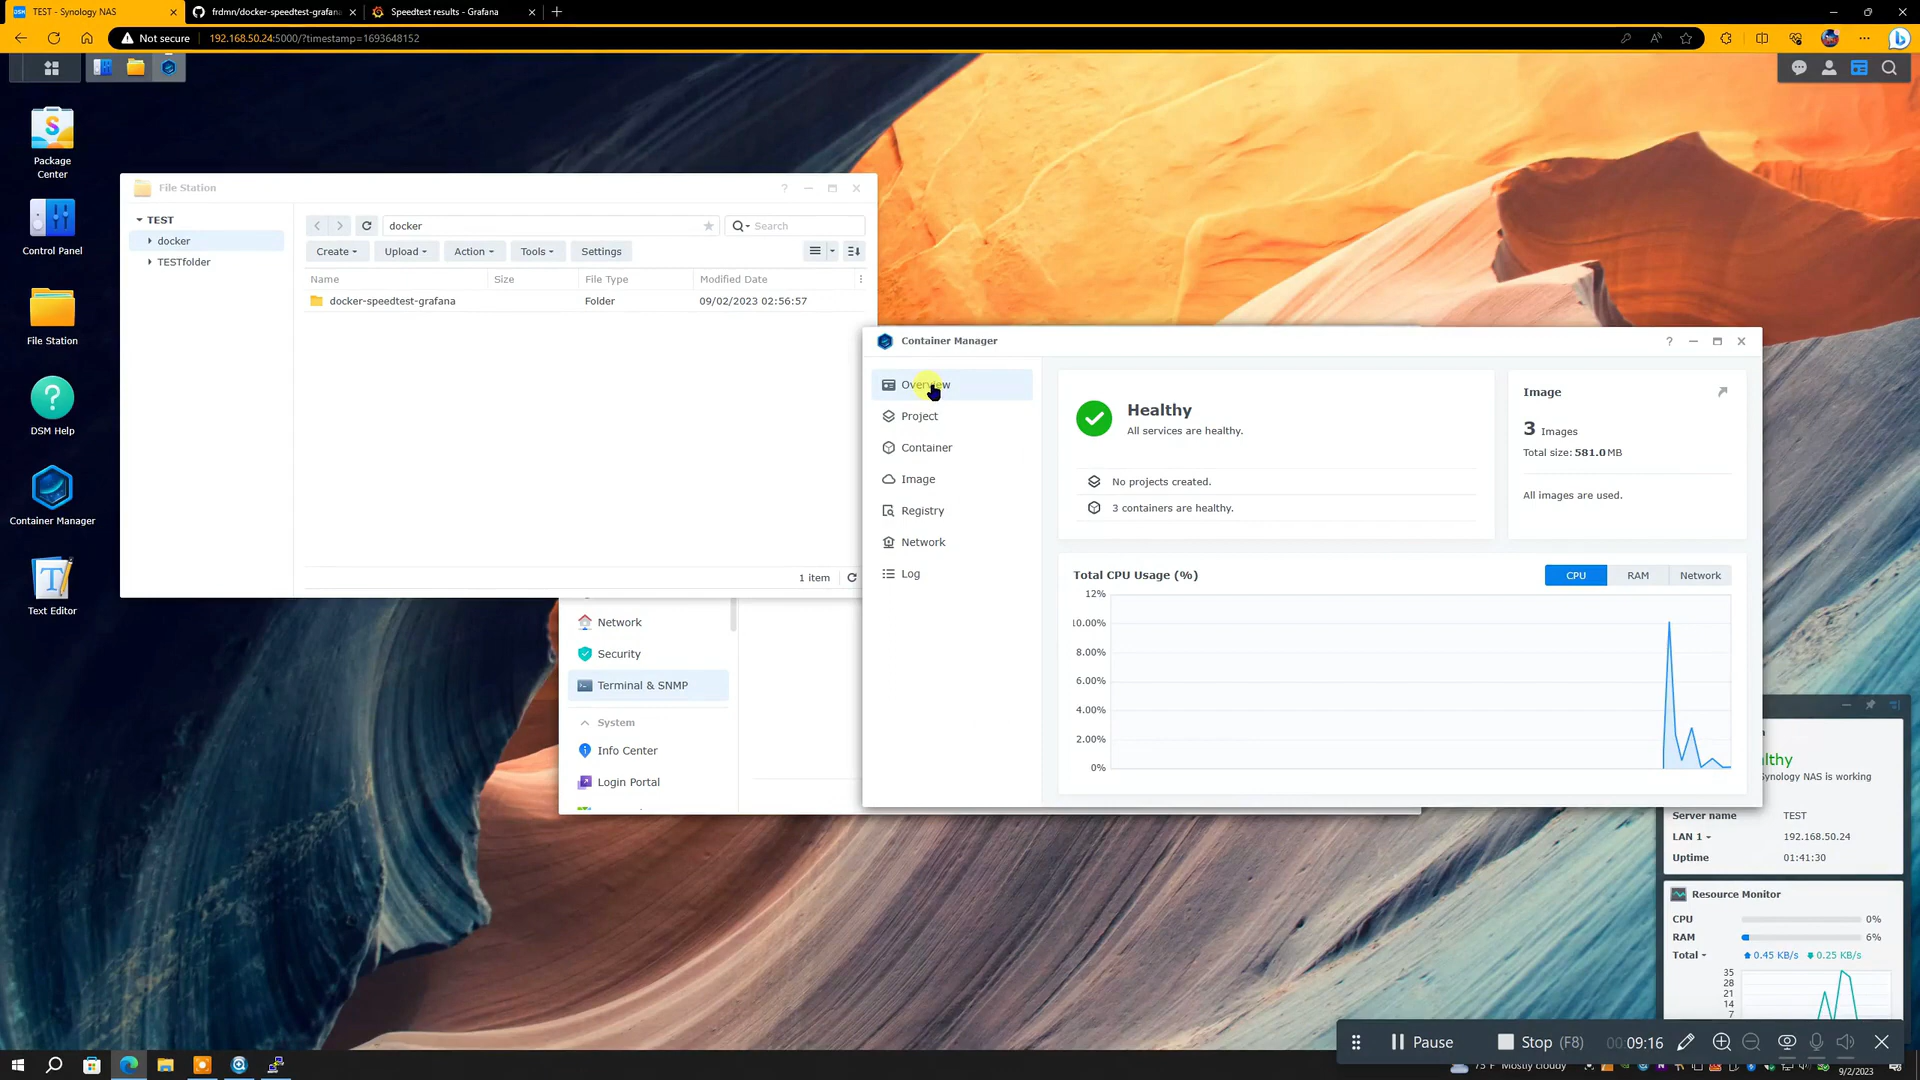 TEST - Synology NAS
frdmn/docker-speedtest-grafana
Speedtest results - Grafana
Not secure
192.168.50.24:5000/?timestamp=1693648152
Package
Center
Control Panel
File Station
DSM Help
Container Manager
Text Editor
File Station
TEST
docker
TESTfolder
docker
Search
Create
Upload
Action
Tools
Settings
Name
Size
File Type
Modified Date
docker-speedtest-grafana
Folder
09/02/2023 02:56:57
1 item
Network
Security
Terminal & SNMP
System
Info Center
Login Portal
Container Manager
Overview
Project
Container
Image
Registry
Network
Log
Healthy
All services are healthy.
No projects created.
3 containers are healthy.
Image
3 Images
Total size: 581.0 MB
All images are used.
Total CPU Usage (%)
CPU
RAM
Network
12%
10.00%
8.00%
6.00%
4.00%
2.00%
0%
lthy
Synology NAS is working
Server name TEST
LAN 1 192.168.50.24
Uptime 01:41:30
Resource Monitor
CPU 0%
RAM 6%
Total 0.45 KB/s 0.25 KB/s
35
28
21
14
7
Pause
Stop (F8)
00:09:16
75°F Mostly cloudy
9/2/2023